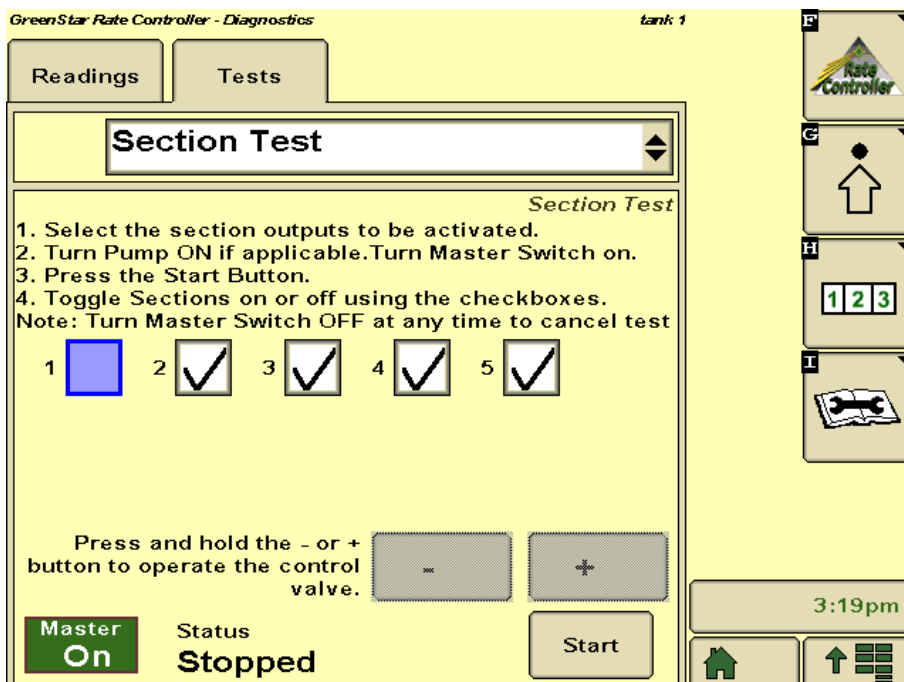 GreenStar Rate Controller - Diagnostics
tank 1
F
Readings
Tests
Rate
Controller
Section Test
G
Section Test
1. Select the section outputs to be activated.
2. Turn Pump ON if applicable.Turn Master Switch on.
3. Press the Start Button.
4. Toggle Sections on or off using the checkboxes.
Note: Turn Master Switch OFF at any time to cancel test
H
1 2 3
1 2 3 4 5
I
Press and hold the - or +
button to operate the control
valve.
- +
3:19pm
Master
On
Status
Stopped
Start